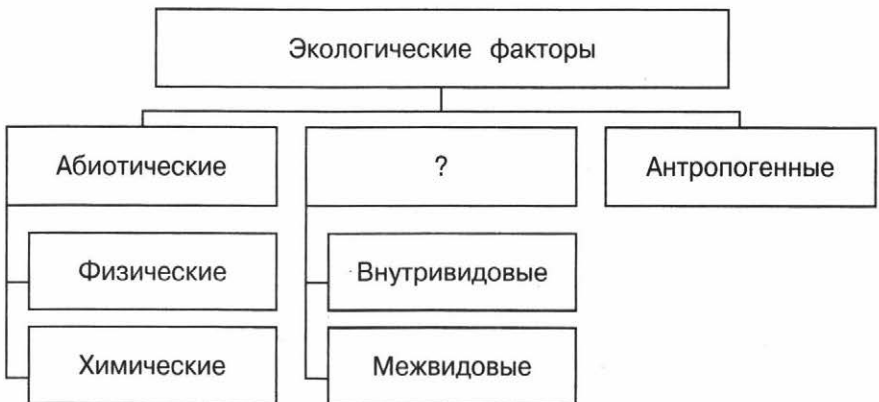 Экологические факторы
Абиотические
?
Антропогенные
Физические
Внутривидовые
Химические
Межвидовые